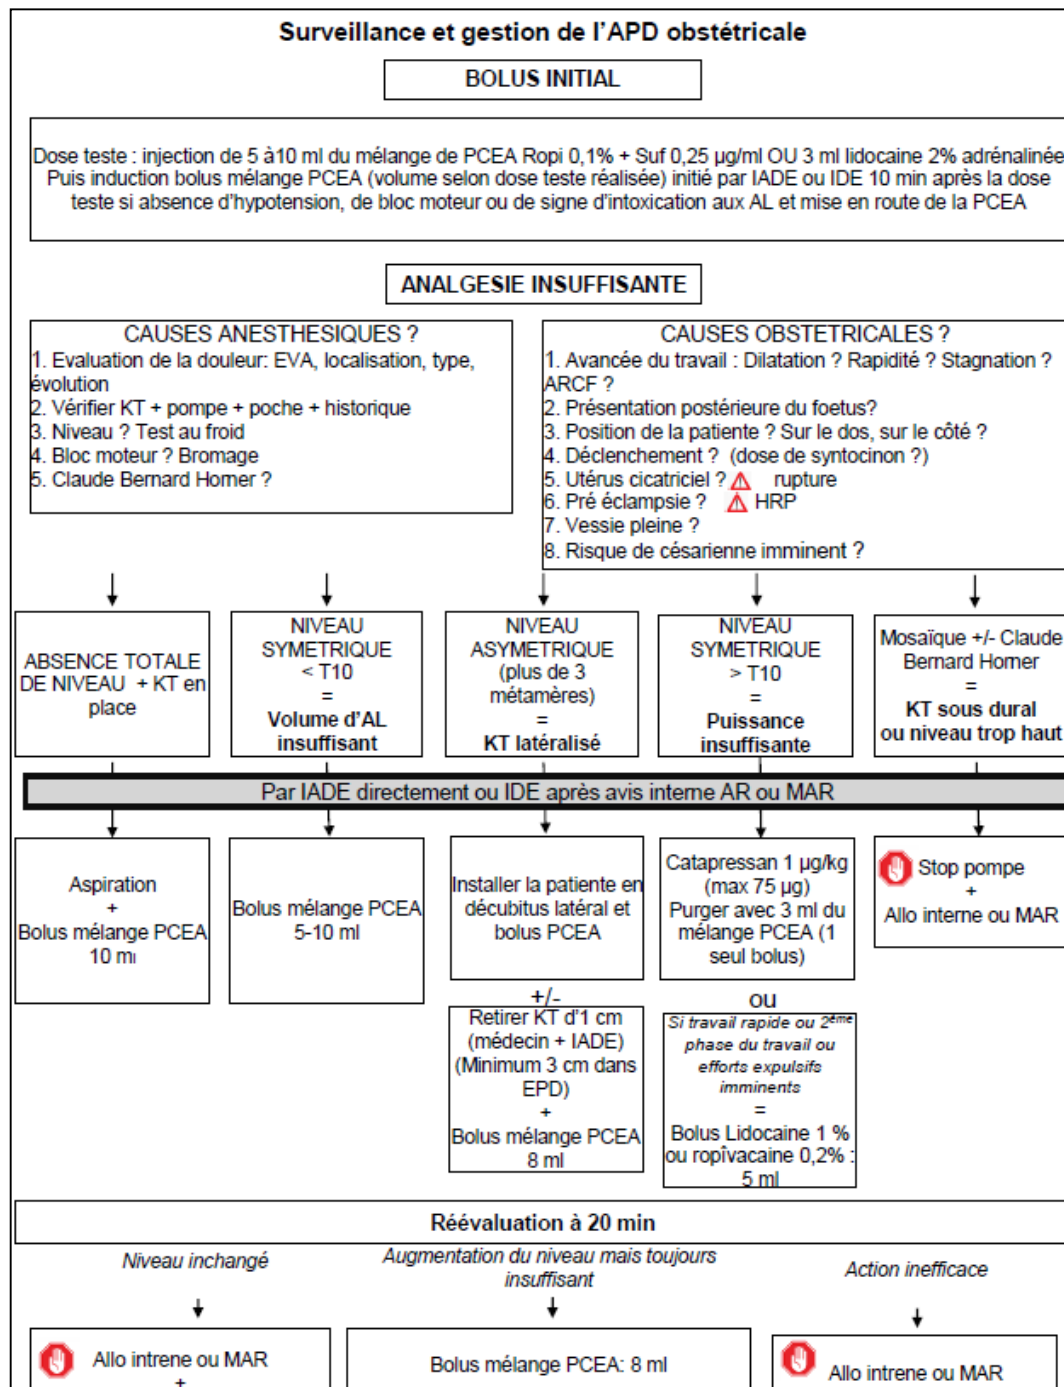 Surveillance et gestion de l'APD obstétricale
BOLUS INITIAL
Dose teste : injection de 5 à10 ml du mélange de PCEA Ropi 0,1% + Suf 0,25 µg/ml OU 3 ml lidocaine 2% adrénalinée
Puis induction bolus mélange PCEA (volume selon dose teste réalisée) initié par IADE ou IDE 10 min après la dose
teste si absence d'hypotension, de bloc moteur ou de signe d'intoxication aux AL et mise en route de la PCEA
ANALGESIE INSUFFISANTE
CAUSES ANESTHESIQUES ?
1. Evaluation de la douleur: EVA, localisation, type,
évolution
2. Vérifier KT + pompe + poche + historique
3. Niveau ? Test au froid
4. Bloc moteur ? Bromage
5. Claude Bernard Horner ?
CAUSES OBSTETRICALES ?
1. Avancée du travail : Dilatation ? Rapidité ? Stagnation ?
ARCF ?
2. Présentation postérieure du foetus?
3. Position de la patiente ? Sur le dos, sur le côté ?
4. Déclenchement ? (dose de syntocinon ?)
5. Utérus cicatriciel ? rupture
6. Pré éclampsie ? HRP
7. Vessie pleine ?
8. Risque de césarienne imminent ?
ABSENCE TOTALE
DE NIVEAU + KT en
place
NIVEAU
SYMETRIQUE
< T10
=
Volume d'AL
insuffisant
NIVEAU
ASYMETRIQUE
(plus de 3
métamères)
=
KT latéralisé
NIVEAU
SYMETRIQUE
> T10
=
Puissance
insuffisante
Mosaïque +/- Claude
Bernard Horner
=
KT sous dural
ou niveau trop haut
Par IADE directement ou IDE après avis interne AR ou MAR
Aspiration
+
Bolus mélange PCEA
10 ml
Bolus mélange PCEA
5-10 ml
Installer la patiente en
décubitus latéral et
bolus PCEA
+/-
Retirer KT d'1 cm
(médecin + IADE)
(Minimum 3 cm dans
EPD)
+
Bolus mélange PCEA
8 ml
Catapressan 1 µg/kg
(max 75 µg)
Purger avec 3 ml du
mélange PCEA (1
seul bolus)
ou
Si travail rapide ou 2ème
phase du travail ou
efforts expulsifs
imminents
=
Bolus Lidocaine 1 %
ou ropîvacaine 0,2% :
5 ml
Stop pompe
+
Allo interne ou MAR
Réévaluation à 20 min
Niveau inchangé
Augmentation du niveau mais toujours
insuffisant
Action inefficace
Allo intrene ou MAR
+
Bolus mélange PCEA: 8 ml
Allo intrene ou MAR